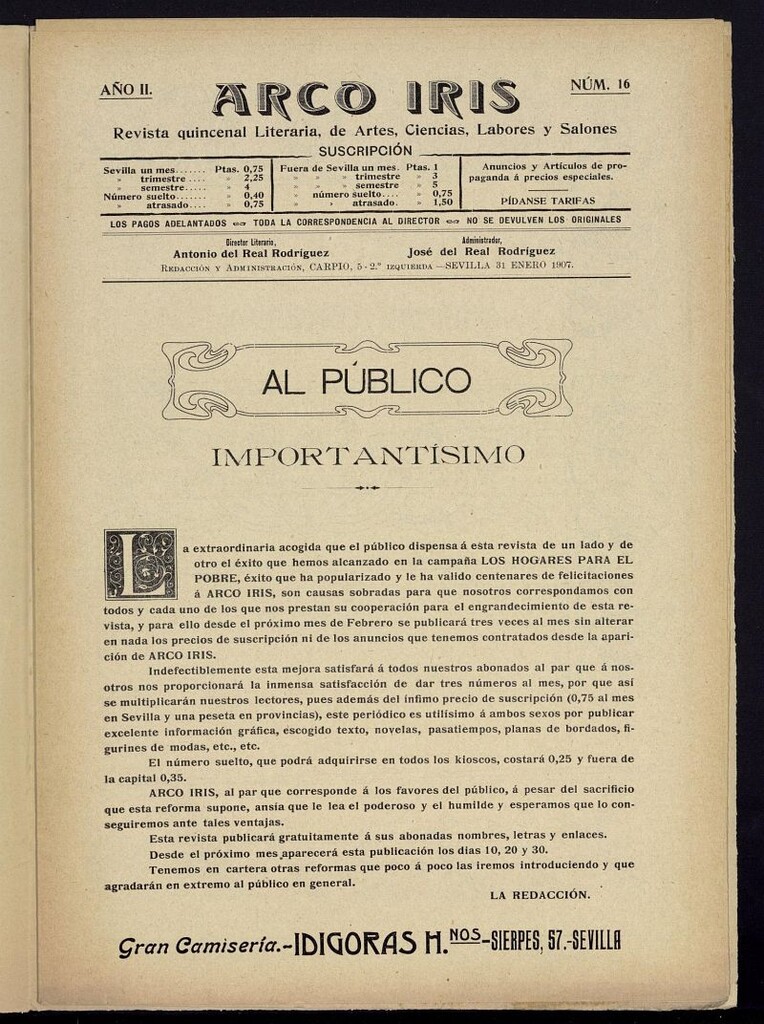 AÑO II.
ARCO IRIS
NÚM. 16
Revista quincenal Literaria, de Artes, Ciencias, Labores y Salones
SUSCRIPCIÓN
Sevilla un mes....... Ptas. 0,75
» trimestre .... » 2,25
» semestre..... » 4
Número suelto..... » 0,40
» atrasado.... » 0,75
Fuera de Sevilla un mes. Ptas. 1
» » » trimestre » 3
» » » semestre » 5
» número suelto.... » 0,75
» » atrasado. » 1,50
Anuncios y Artículos de pro-
paganda á precios especiales.
PÍDANSE TARIFAS
LOS PAGOS ADELANTADOS TODA LA CORRESPONDENCIA AL DIRECTOR NO SE DEVULVEN LOS ORIGINALES
Director Literario,
Antonio del Real Rodríguez
Administrador,
José del Real Rodríguez
REDACCIÓN Y ADMINISTRACIÓN, CARPIO, 5 - 2.º IZQUIERDA —SEVILLA 31 ENERO 1907.
AL PÚBLICO
IMPORTANTÍSIMO
La extraordinaria acogida que el público dispensa á esta revista de un lado y de
otro el éxito que hemos alcanzado en la campaña LOS HOGARES PARA EL
POBRE, éxito que ha popularizado y le ha valido centenares de felicitaciones
á ARCO IRIS, son causas sobradas para que nosotros correspondamos con
todos y cada uno de los que nos prestan su cooperación para el engrandecimiento de esta re-
vista, y para ello desde el próximo mes de Febrero se publicará tres veces al mes sin alterar
en nada los precios de suscripción ni de los anuncios que tenemos contratados desde la apari-
ción de ARCO IRIS.
Indefectiblemente esta mejora satisfará á todos nuestros abonados al par que á nos-
otros nos proporcionará la inmensa satisfacción de dar tres números al mes, por que así
se multiplicarán nuestros lectores, pues además del ínfimo precio de suscripción (0,75 al mes
en Sevilla y una peseta en provincias), este periódico es utilísimo á ambos sexos por publicar
excelente información gráfica, escogido texto, novelas, pasatiempos, planas de bordados, fi-
gurines de modas, etc., etc.
El número suelto, que podrá adquirirse en todos los kioscos, costará 0,25 y fuera de
la capital 0,35.
ARCO IRIS, al par que corresponde á los favores del público, á pesar del sacrificio
que esta reforma supone, ansía que le lea el poderoso y el humilde y esperamos que lo con-
seguiremos ante tales ventajas.
Esta revista publicará gratuitamente á sus abonadas nombres, letras y enlaces.
Desde el próximo mes aparecerá esta publicación los dias 10, 20 y 30.
Tenemos en cartera otras reformas que poco á poco las iremos introduciendo y que
agradarán en extremo al público en general.
LA REDACCIÓN.
Gran Camisería.-IDIGORAS H.NOS-SIERPES, 57.-SEVILLA